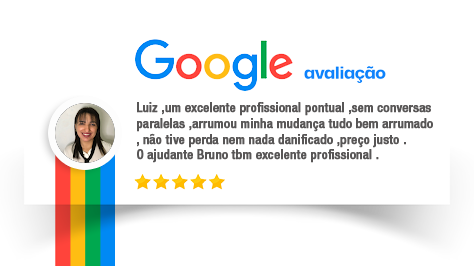 Google avaliação
Luiz ,um excelente profissional pontual ,sem conversas
paralelas ,arrumou minha mudança tudo bem arrumado
, não tive perda nem nada danificado ,preço justo .
O ajudante Bruno tbm excelente profissional .